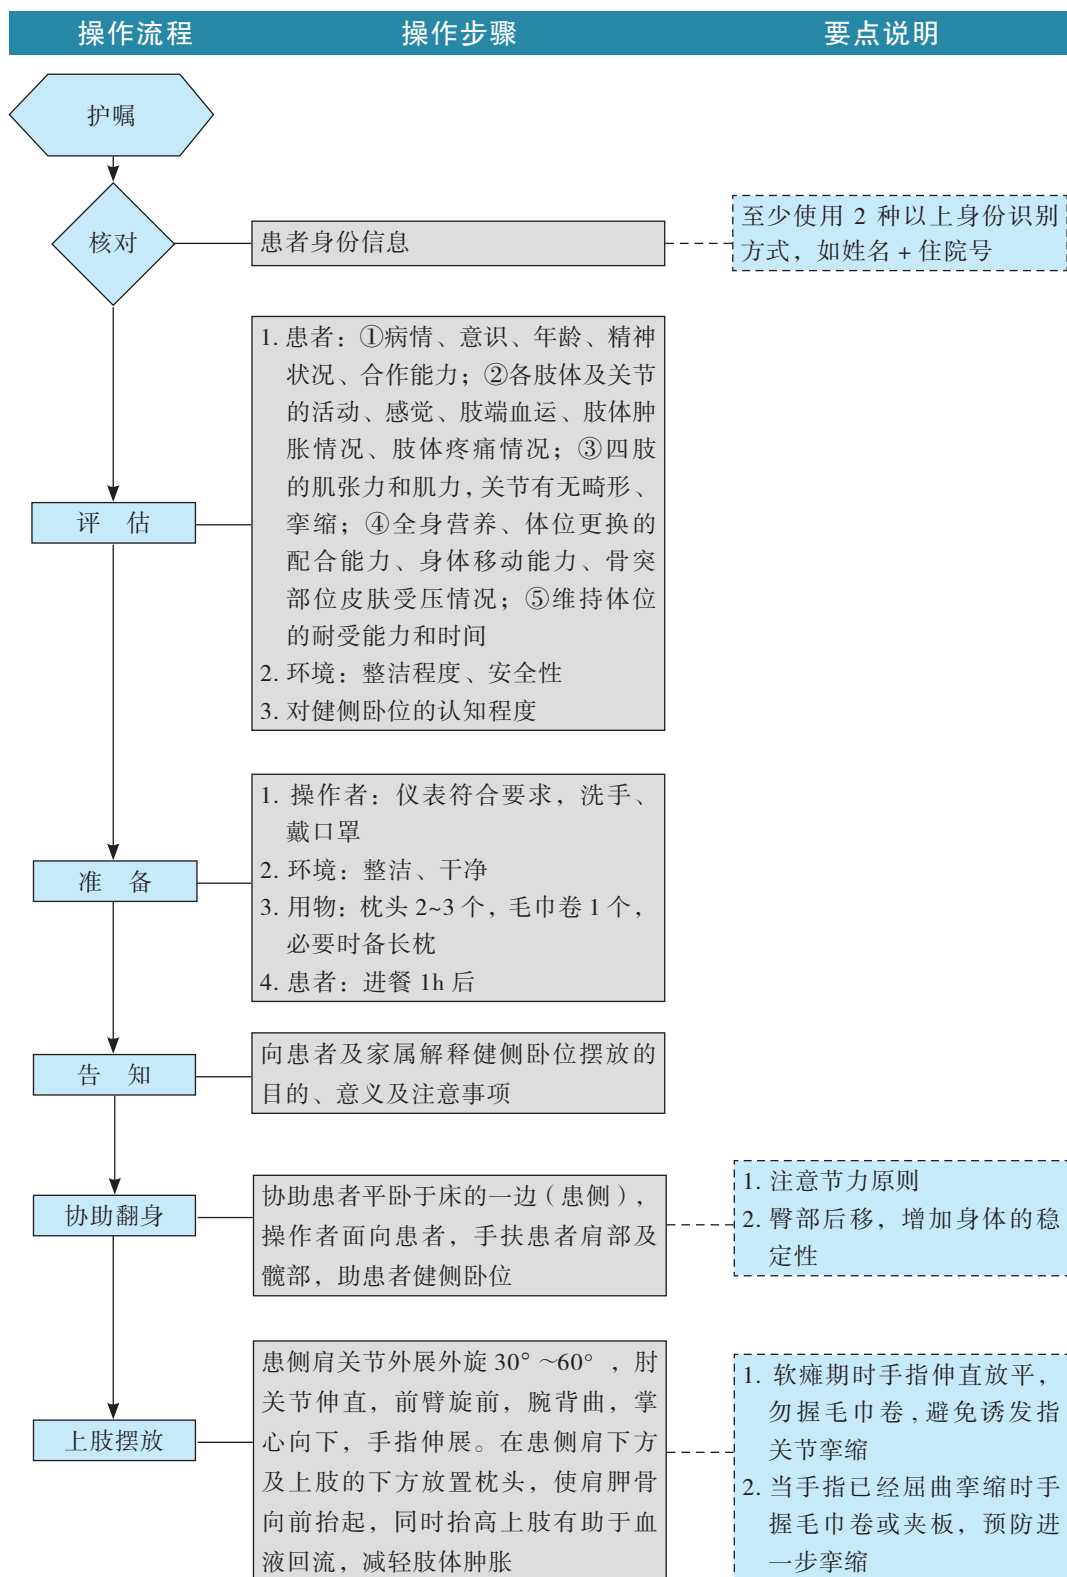 操作流程 操作步骤 要点说明
护嘱
核对
患者身份信息
至少使用 2 种以上身份识别
方式，如姓名 + 住院号
评 估
1. 患者：①病情、意识、年龄、精神
状况、合作能力；②各肢体及关节
的活动、感觉、肢端血运、肢体肿
胀情况、肢体疼痛情况；③四肢
的肌张力和肌力，关节有无畸形、
挛缩；④全身营养、体位更换的
配合能力、身体移动能力、骨突
部位皮肤受压情况；⑤维持体位
的耐受能力和时间
2. 环境：整洁程度、安全性
3. 对健侧卧位的认知程度
准 备
1. 操作者：仪表符合要求，洗手、
戴口罩
2. 环境：整洁、干净
3. 用物：枕头 2~3 个，毛巾卷 1 个，
必要时备长枕
4. 患者：进餐 1h 后
告 知
向患者及家属解释健侧卧位摆放的
目的、意义及注意事项
协助翻身
协助患者平卧于床的一边（患侧），
操作者面向患者，手扶患者肩部及
髋部，助患者健侧卧位
1. 注意节力原则
2. 臀部后移，增加身体的稳
定性
上肢摆放
患侧肩关节外展外旋 30° ~60° ，肘
关节伸直，前臂旋前，腕背曲，掌
心向下，手指伸展。在患侧肩下方
及上肢的下方放置枕头，使肩胛骨
向前抬起，同时抬高上肢有助于血
液回流，减轻肢体肿胀
1. 软瘫期时手指伸直放平，
勿握毛巾卷，避免诱发指
关节挛缩
2. 当手指已经屈曲挛缩时手
握毛巾卷或夹板，预防进
一步挛缩